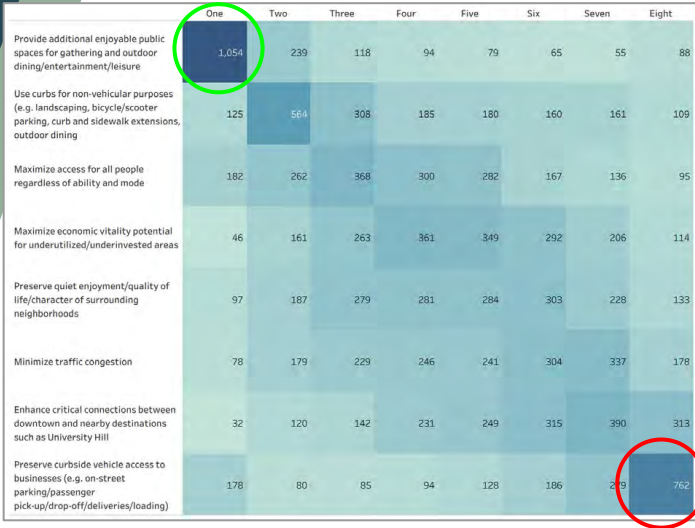 One Two Three Four Five Six Seven Eight
Provide additional enjoyable public
spaces for gathering and outdoor
dining/entertainment/leisure
1,054 239 118 94 79 65 55 88
Use curbs for non-vehicular purposes
(e.g. landscaping, bicycle/scooter
parking, curb and sidewalk extensions,
outdoor dining
125 564 308 185 180 160 161 109
Maximize access for all people
regardless of ability and mode
182 262 368 300 282 167 136 95
Maximize economic vitality potential
for underutilized/underinvested areas
46 161 263 361 349 292 206 114
Preserve quiet enjoyment/quality of
life/character of surrounding
neighborhoods
97 187 279 281 284 303 228 133
Minimize traffic congestion
78 179 229 246 241 304 337 178
Enhance critical connections between
downtown and nearby destinations
such as University Hill
32 120 142 231 249 315 390 313
Preserve curbside vehicle access to
businesses (e.g. on-street
parking/passenger
pick-up/drop-off/deliveries/loading)
178 80 85 94 128 186 279 762